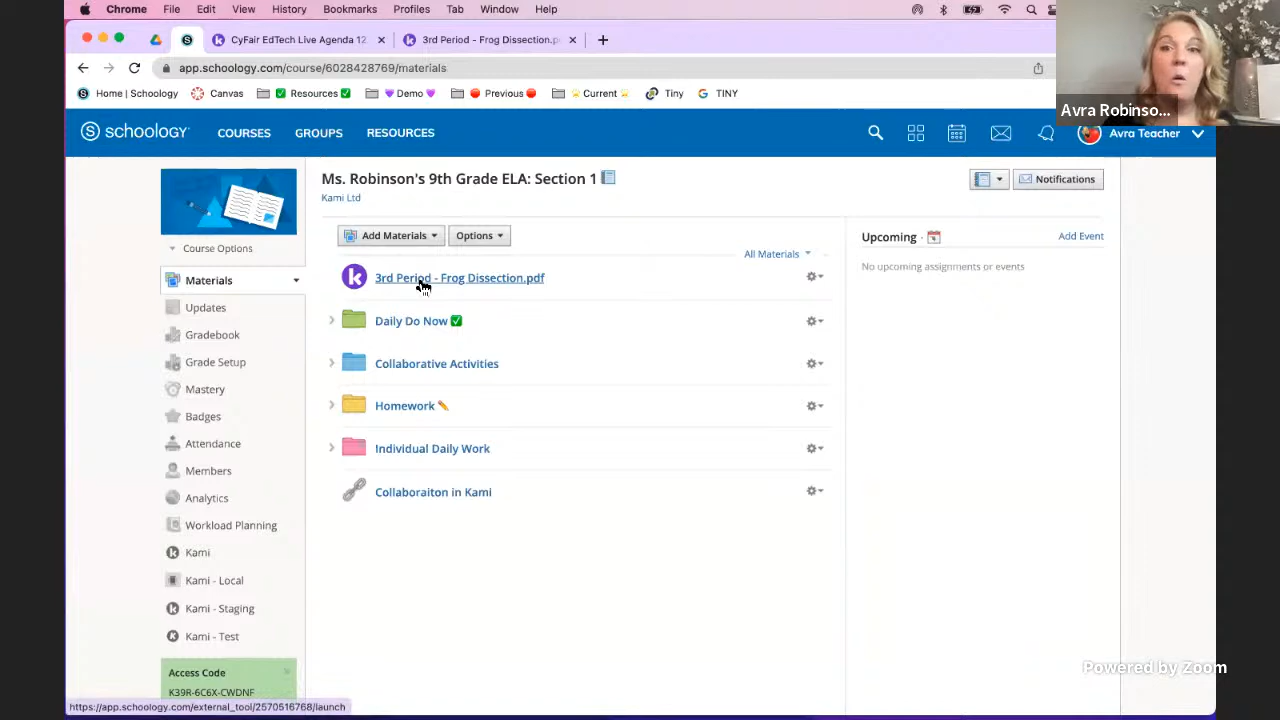 Chrome File Edit View History Bookmarks Profiles Tab Window Help
CyFair EdTech Live Agenda 12
3rd Period - Frog Dissection.p
app.schoology.com/course/6028428769/materials
Home | Schoology Canvas ✅ Resources ✅ 💜 Demo 💜 🔴 Previous 🔴 Current Tiny TINY
Avra Robinso...
S schoology COURSES GROUPS RESOURCES Avra Teacher
Ms. Robinson's 9th Grade ELA: Section 1
Notifications
Kami Ltd
Add Materials Options
Upcoming Add Event
Course Options
All Materials
No upcoming assignments or events
Materials
3rd Period - Frog Dissection.pdf
Updates
Daily Do Now ✅
Gradebook
Grade Setup
Collaborative Activities
Mastery
Homework ✏️
Badges
Attendance
Individual Daily Work
Members
Collaboraiton in Kami
Analytics
Workload Planning
Kami
Kami - Local
Kami - Staging
Kami - Test
Access Code
K39R-6C6X-CWDNF
https://app.schoology.com/external_tool/2570516768/launch
Powered by Zoom